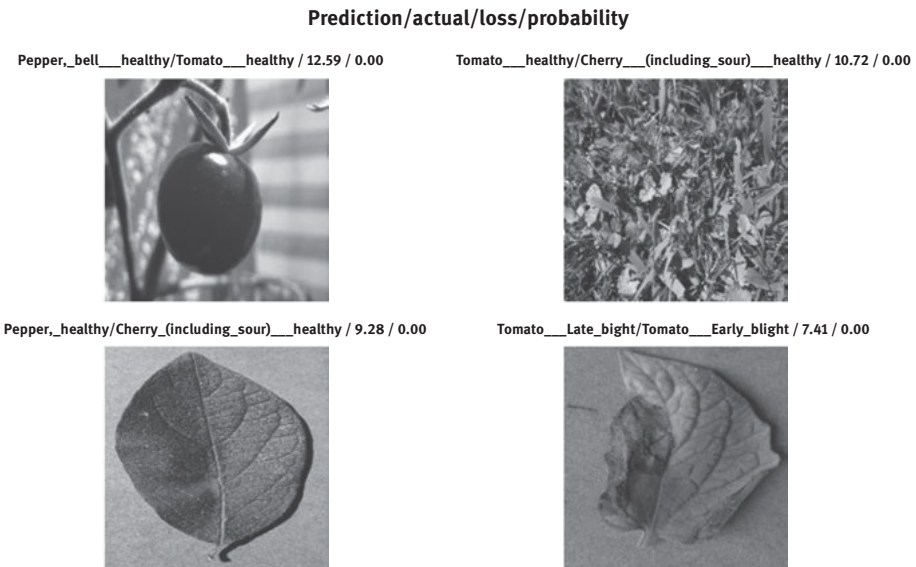 Prediction/actual/loss/probability
Pepper,_bell___healthy/Tomato___healthy / 12.59 / 0.00
Tomato___healthy/Cherry___(including_sour)___healthy / 10.72 / 0.00
Pepper,_healthy/Cherry_(including_sour)___healthy / 9.28 / 0.00
Tomato___Late_bight/Tomato___Early_blight / 7.41 / 0.00